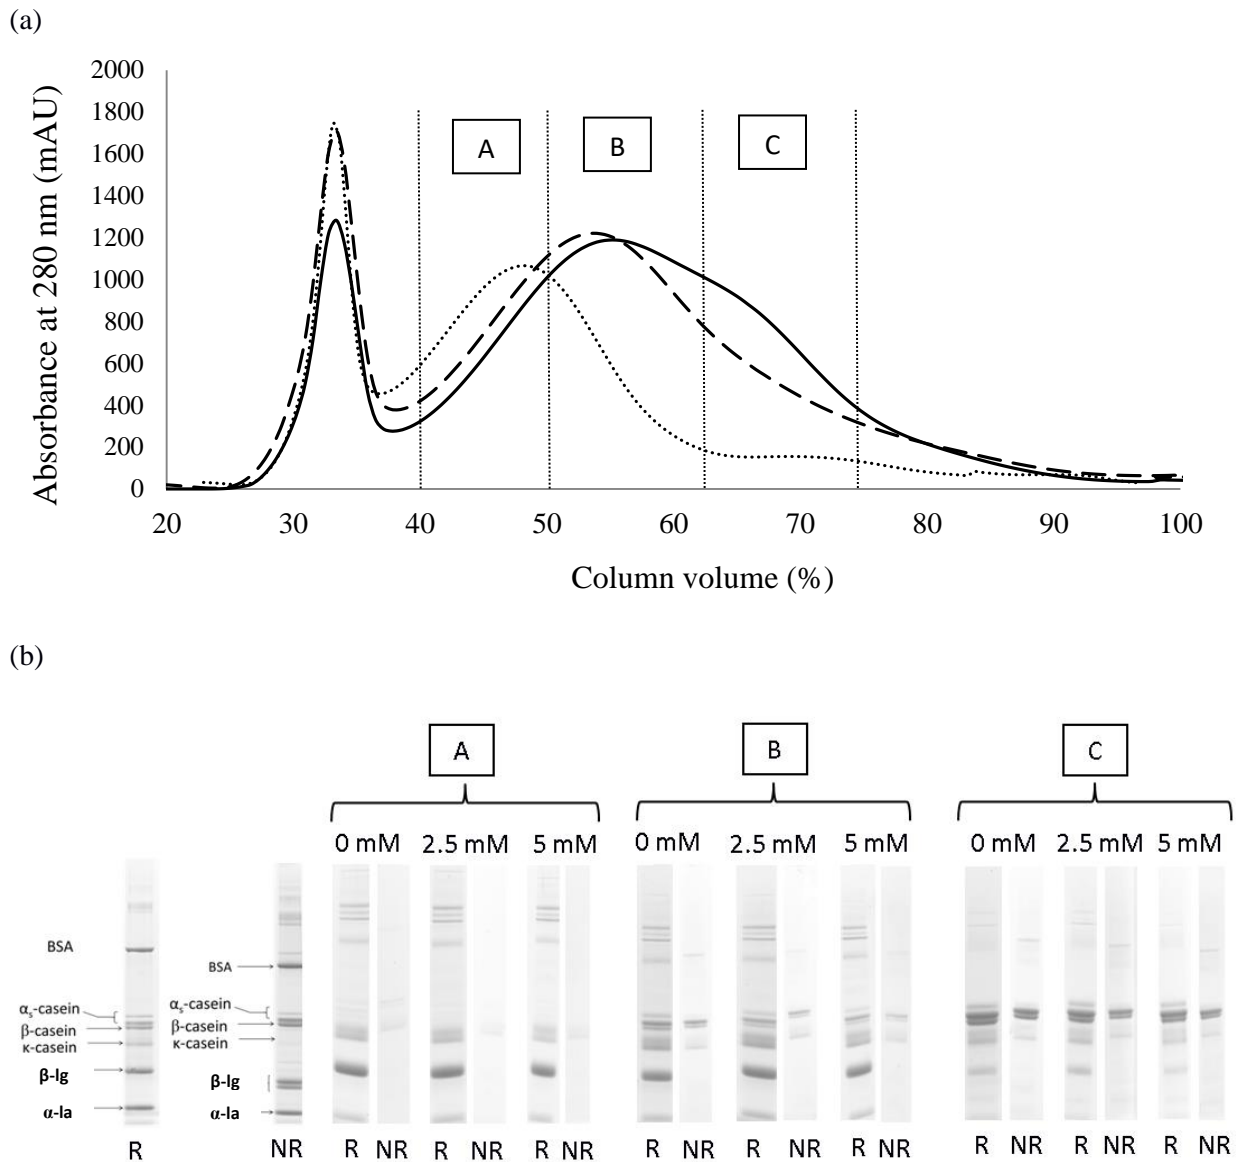 (a)
Absorbance at 280 nm (mAU)
2000
1800
1600
1400
1200
1000
800
600
400
200
0
A
B
C
20 30 40 50 60 70 80 90 100
Column volume (%)
(b)
A
B
C
0 mM 2.5 mM 5 mM
0 mM 2.5 mM 5 mM
0 mM 2.5 mM 5 mM
BSA
αs-casein
β-casein
κ-casein
β-lg
α-la
BSA
αs-casein
β-casein
κ-casein
β-lg
α-la
R NR R NR R NR R NR R NR R NR R NR R NR R NR R NR